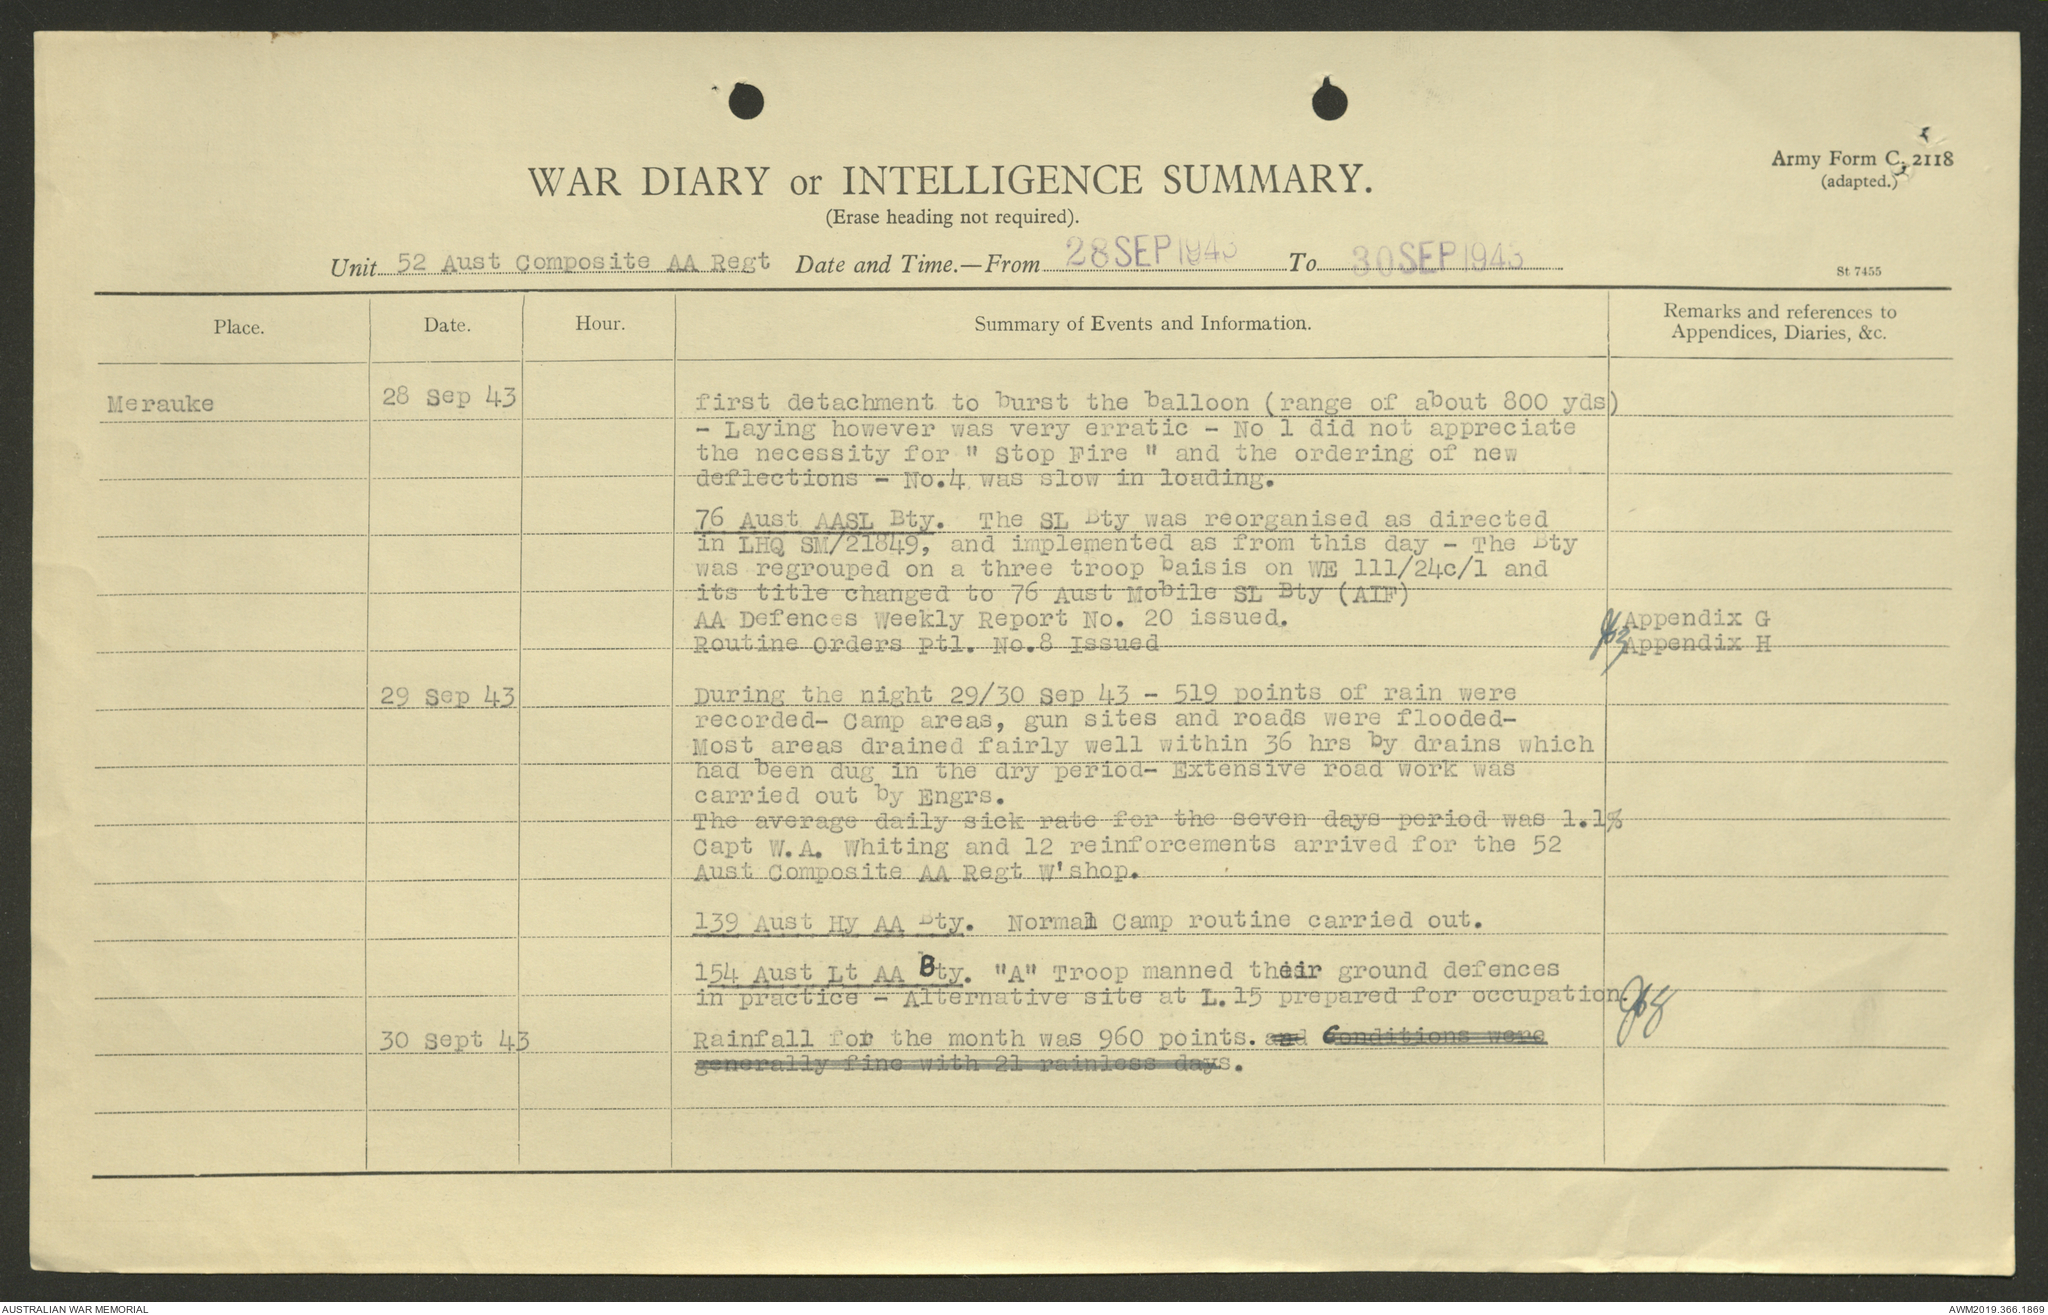 Army Form C. 2118
(adapted.)
WAR DIARY or INTELLIGENCE SUMMARY.
(Erase heading not required).
Unit 52 Aust Composite AA Regt Date and Time.—From 28 SEP 1943 To 30 SEP 1943
St 7455
Place. Date. Hour. Summary of Events and Information. Remarks and references to
Appendices, Diaries, &c.
Merauke 28 Sep 43 first detachment to burst the balloon (range of about 800 yds)
- Laying however was very erratic - No 1 did not appreciate
the necessity for " Stop Fire " and the ordering of new
deflections - No.4 was slow in loading.
76 Aust AASL Bty. The SL Bty was reorganised as directed
in LHQ SM/21849, and implemented as from this day - The Bty
was regrouped on a three troop baisis on WE 111/24c/1 and
its title changed to 76 Aust Mobile SL Bty (AIF)
AA Defences Weekly Report No. 20 issued. Appendix G
Routine Orders Pt1. No.8 Issued Appendix H
29 Sep 43 During the night 29/30 Sep 43 - 519 points of rain were
recorded- Camp areas, gun sites and roads were flooded-
Most areas drained fairly well within 36 hrs by drains which
had been dug in the dry period- Extensive road work was
carried out by Engrs.
The average daily sick rate for the seven days period was 1.1%
Capt W.A. Whiting and 12 reinforcements arrived for the 52
Aust Composite AA Regt W'shop.
139 Aust Hy AA Bty. Normal Camp routine carried out.
154 Aust Lt AA Bty. "A" Troop manned their ground defences
in practice - Alternative site at L.15 prepared for occupation.
30 Sept 43 Rainfall for the month was 960 points. and Conditions were
generally fine with 21 rainless days.
AUSTRALIAN WAR MEMORIAL
AWM2019.366.1869